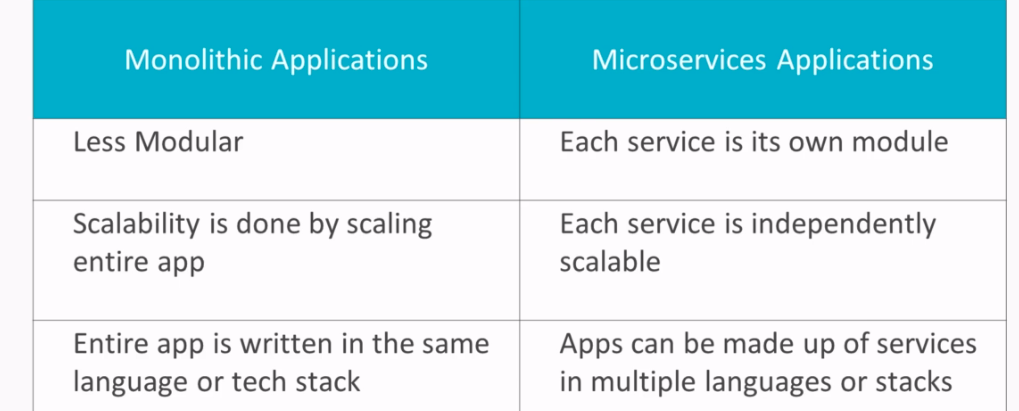 Monolithic Applications
Microservices Applications
Less Modular
Each service is its own module
Scalability is done by scaling
entire app
Each service is independently
scalable
Entire app is written in the same
language or tech stack
Apps can be made up of services
in multiple languages or stacks